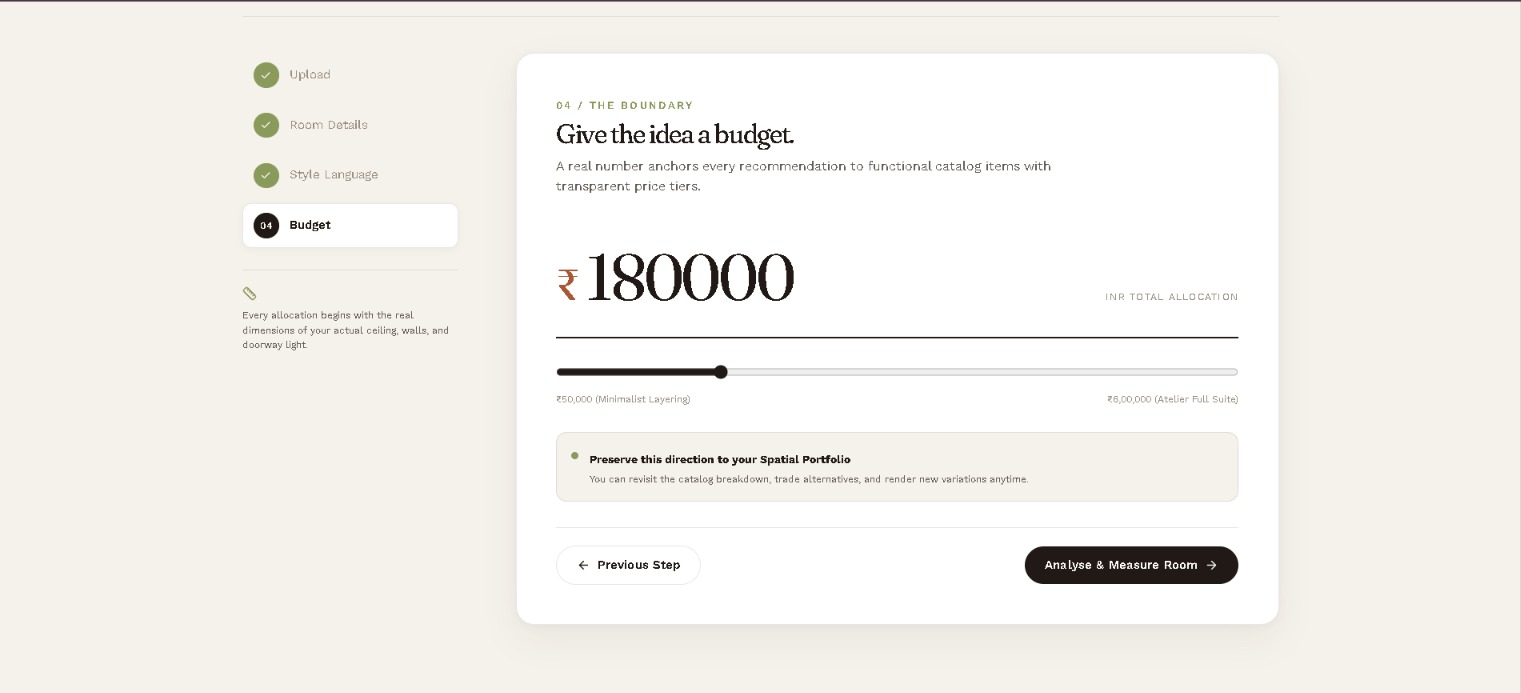 Upload
Room Details
Style Language
04 Budget
Every allocation begins with the real
dimensions of your actual ceiling, walls, and
doorway light.
04 / THE BOUNDARY
Give the idea a budget.
A real number anchors every recommendation to functional catalog items with
transparent price tiers.
₹ 180000
INR TOTAL ALLOCATION
₹50,000 (Minimalist Layering)
₹6,00,000 (Atelier Full Suite)
Preserve this direction to your Spatial Portfolio
You can revisit the catalog breakdown, trade alternatives, and render new variations anytime.
← Previous Step
Analyse & Measure Room →